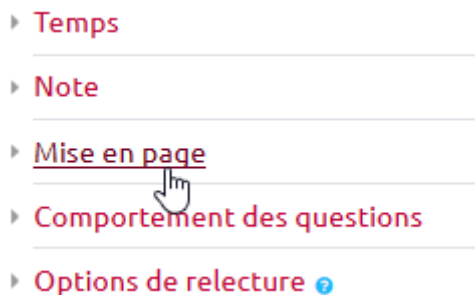 Temps
Note
Mise en page
Comportement des questions
Options de relecture ?